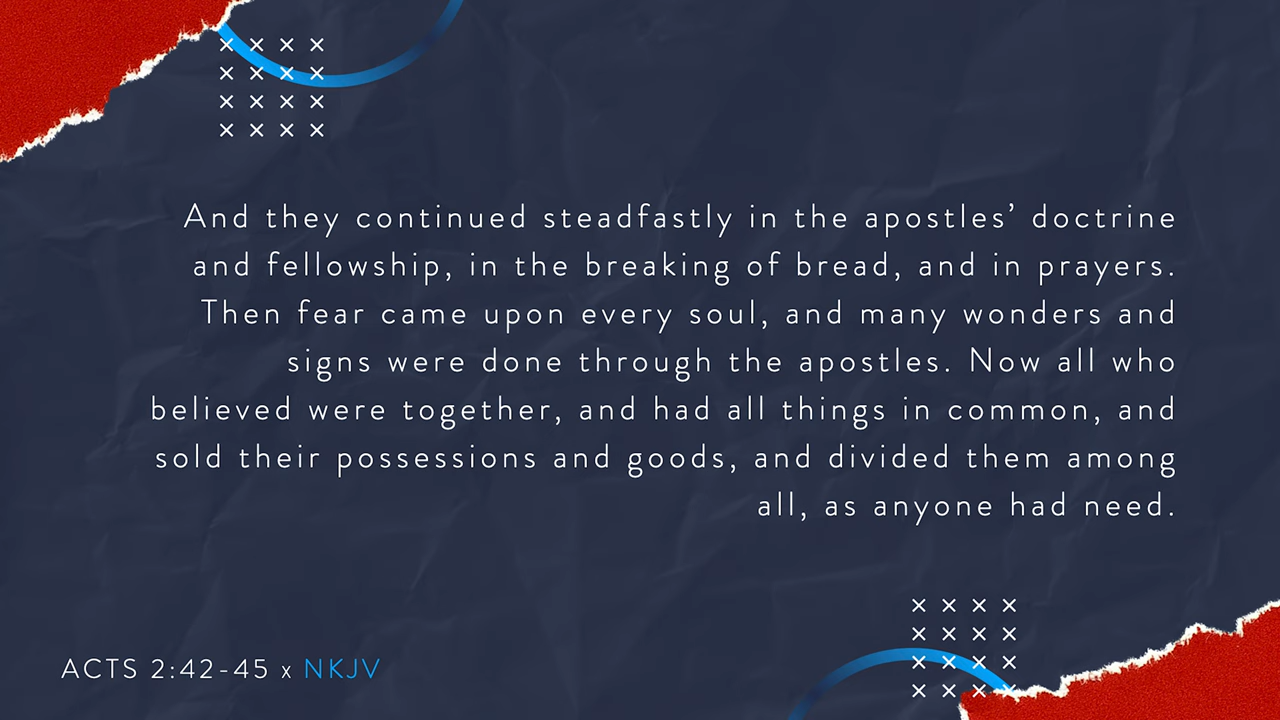 And they continued steadfastly in the apostles’ doctrine
and fellowship, in the breaking of bread, and in prayers.
Then fear came upon every soul, and many wonders and
signs were done through the apostles. Now all who
believed were together, and had all things in common, and
sold their possessions and goods, and divided them among
all, as anyone had need.
ACTS 2:42-45 x NKJV